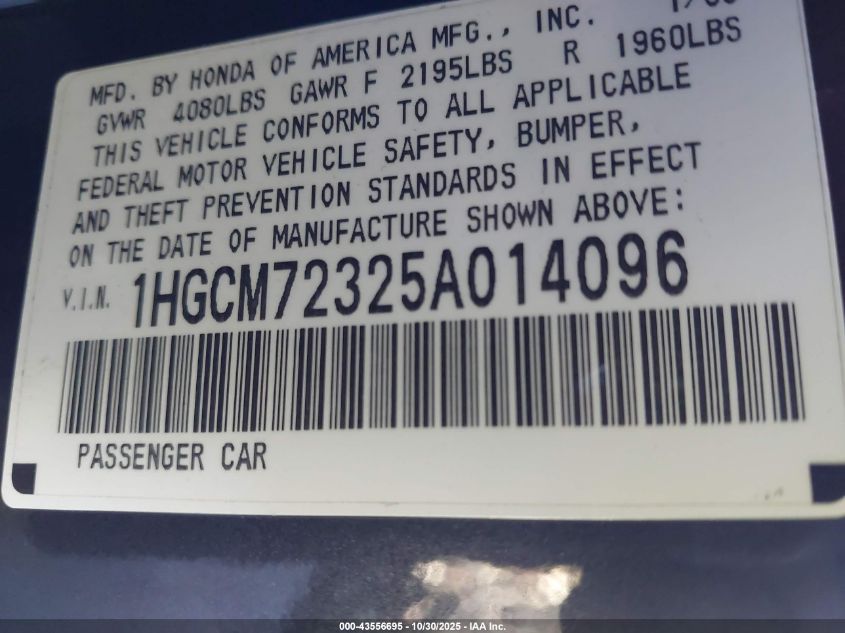 MFD. BY HONDA OF AMERICA MFG., INC.
GVWR 4080LBS GAWR F 2195LBS R 1960LBS
THIS VEHICLE CONFORMS TO ALL APPLICABLE
FEDERAL MOTOR VEHICLE SAFETY, BUMPER,
AND THEFT PREVENTION STANDARDS IN EFFECT
ON THE DATE OF MANUFACTURE SHOWN ABOVE:
V.I.N. 1HGCM72325A014096
PASSENGER CAR
000-43556695 - 10/30/2025 - IAA Inc.